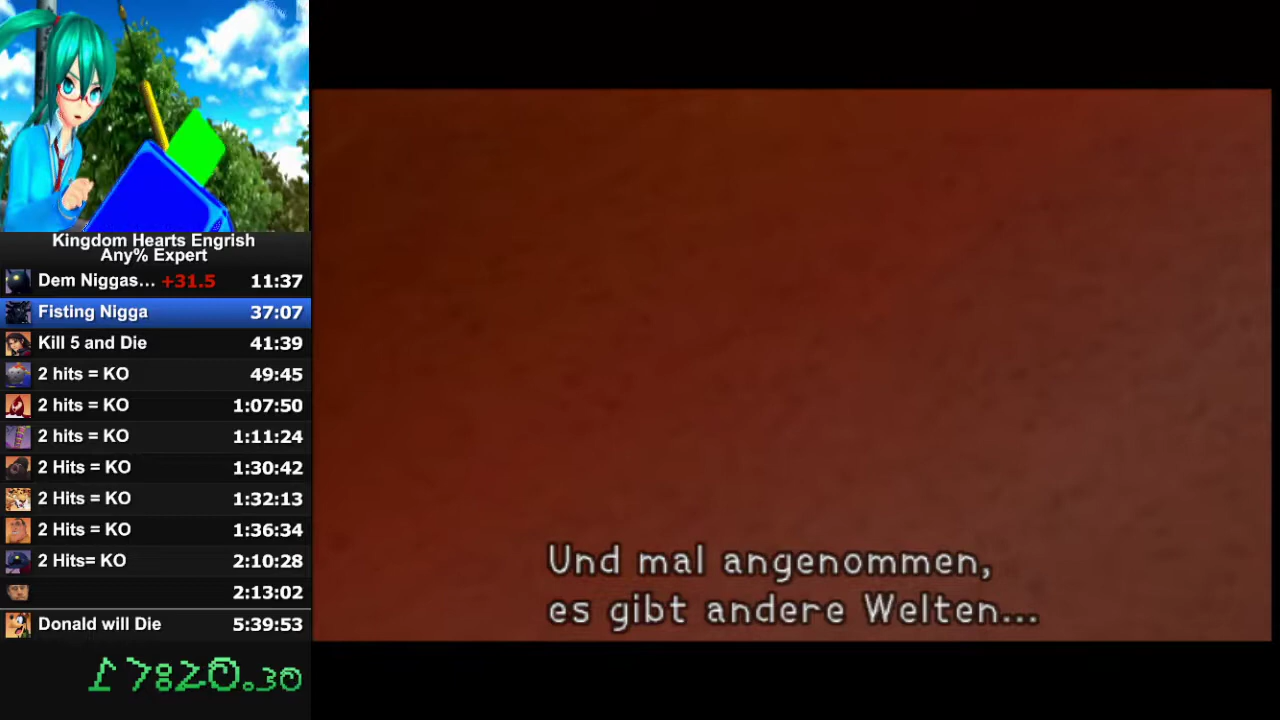 Kingdom Hearts Engrish
Any% Expert
Dem Niggas... +31.5 11:37
Fisting Nigga 37:07
Kill 5 and Die 41:39
2 hits = KO 49:45
2 hits = KO 1:07:50
2 hits = KO 1:11:24
2 Hits = KO 1:30:42
2 Hits = KO 1:32:13
2 Hits = KO 1:36:34
2 Hits= KO 2:10:28
2:13:02
Donald will Die 5:39:53
17820.30
Und mal angenommen,
es gibt andere Welten...